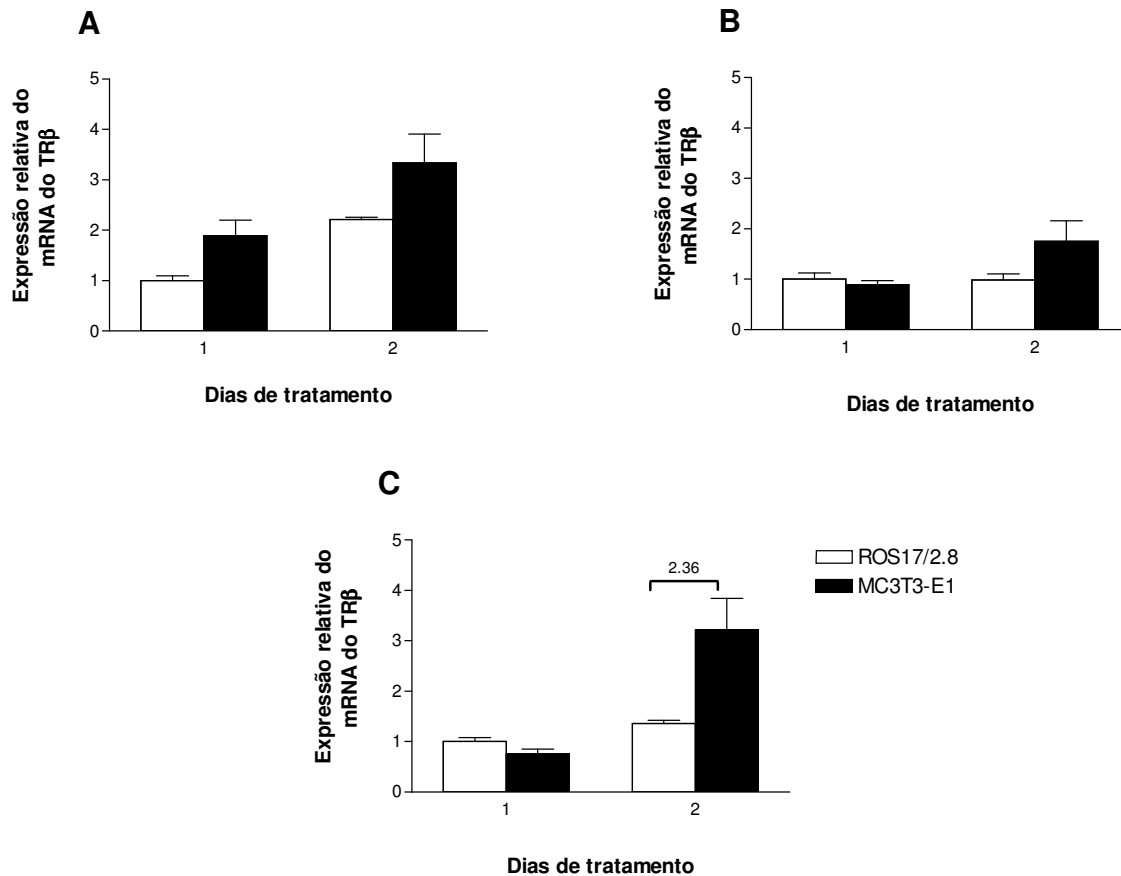 A
Expressão relativa do
mRNA do TRβ
5
4
3
2
1
0
1
2
Dias de tratamento
B
Expressão relativa do
mRNA do TRβ
5
4
3
2
1
0
1
2
Dias de tratamento
C
Expressão relativa do
mRNA do TRβ
5
4
3
2
1
0
2.36
1
2
Dias de tratamento
ROS17/2.8
MC3T3-E1